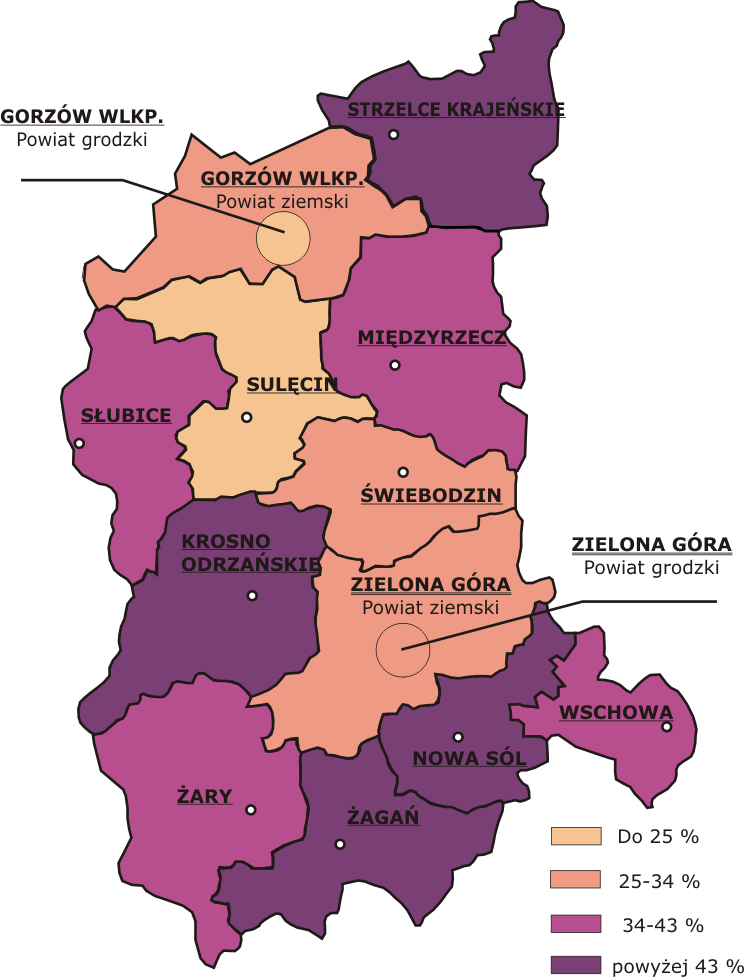 STRZELCE KRAJEŃSKIE
GORZÓW WLKP.
Powiat grodzki
GORZÓW WLKP.
Powiat ziemski
MIĘDZYRZECZ
SULĘCIN
SŁUBICE
ŚWIEBODZIN
KROSNO
ODRZAŃSKIE
ZIELONA GÓRA
Powiat grodzki
ZIELONA GÓRA
Powiat ziemski
WSCHOWA
NOWA SÓL
ŻARY
ŻAGAŃ
Do 25 %
25-34 %
34-43 %
powyżej 43 %